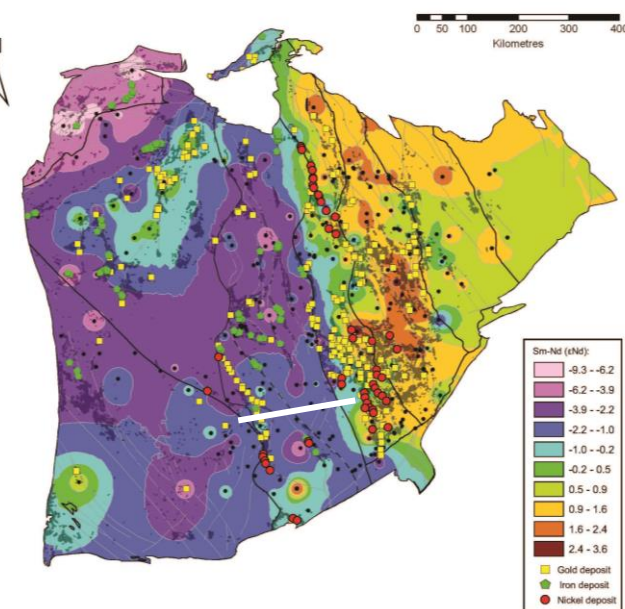 0 50 100 200 300 400
Kilometres
Sm-Nd (εNd):
-9.3 - -6.2
-6.2 - -3.9
-3.9 - -2.2
-2.2 - -1.0
-1.0 - -0.2
-0.2 - 0.5
0.5 - 0.9
0.9 - 1.6
1.6 - 2.4
2.4 - 3.6
Gold deposit
Iron deposit
Nickel deposit